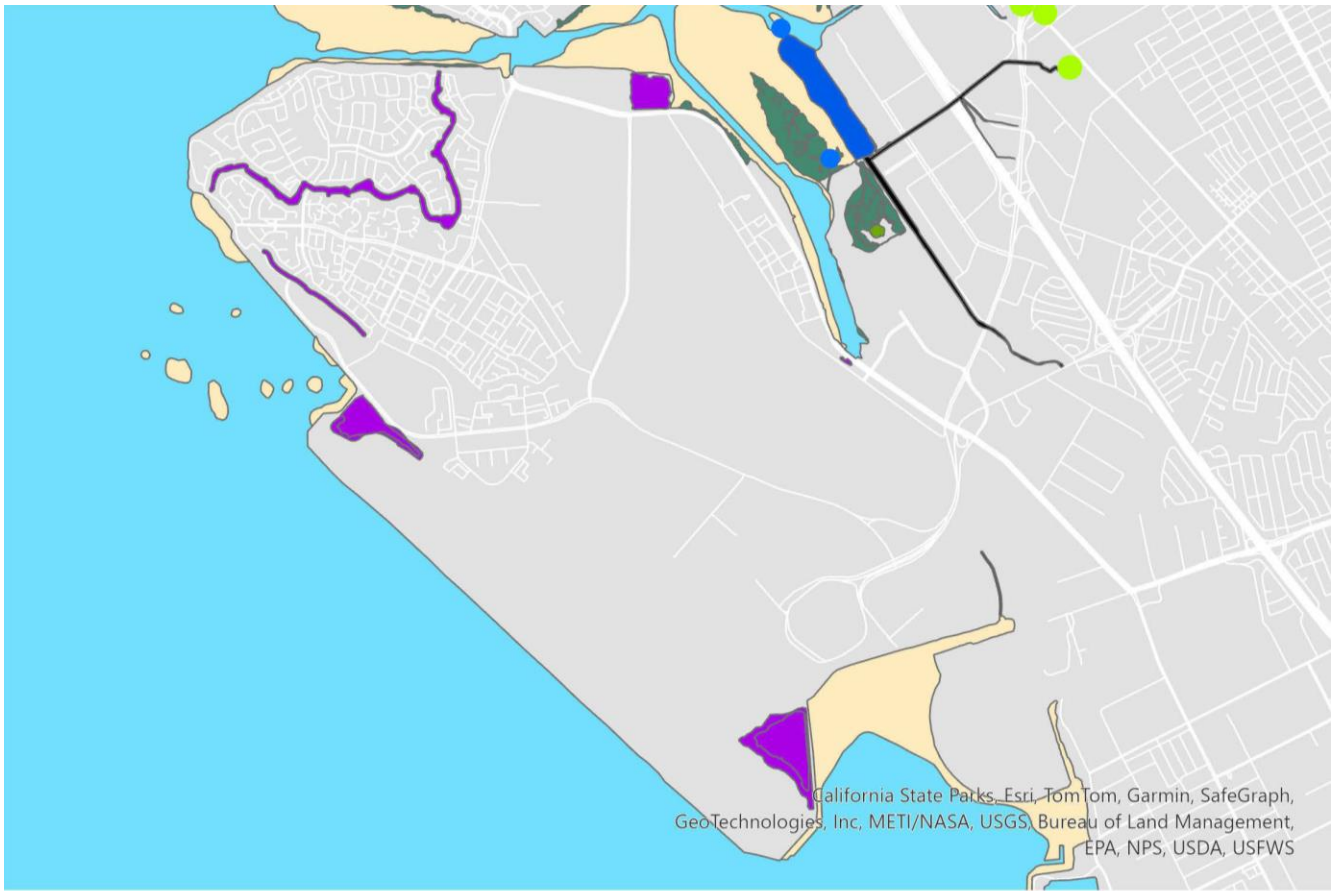 California State Parks, Esri, TomTom, Garmin, SafeGraph,
GeoTechnologies, Inc, METI/NASA, USGS, Bureau of Land Management,
EPA, NPS, USDA, USFWS